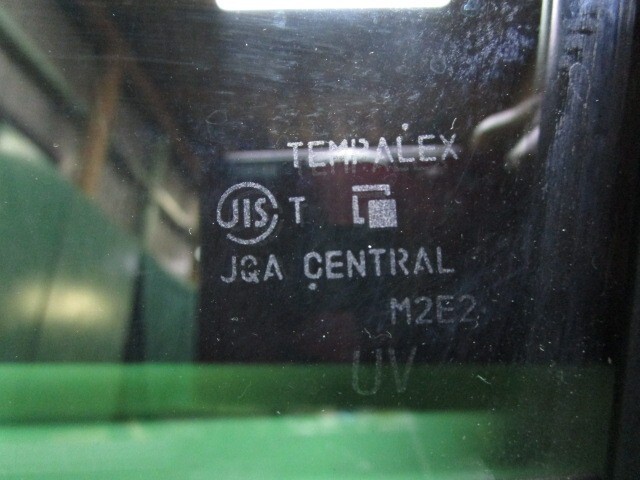 TEMPALEX
JIS T
JQA CENTRAL
M2E2
UV